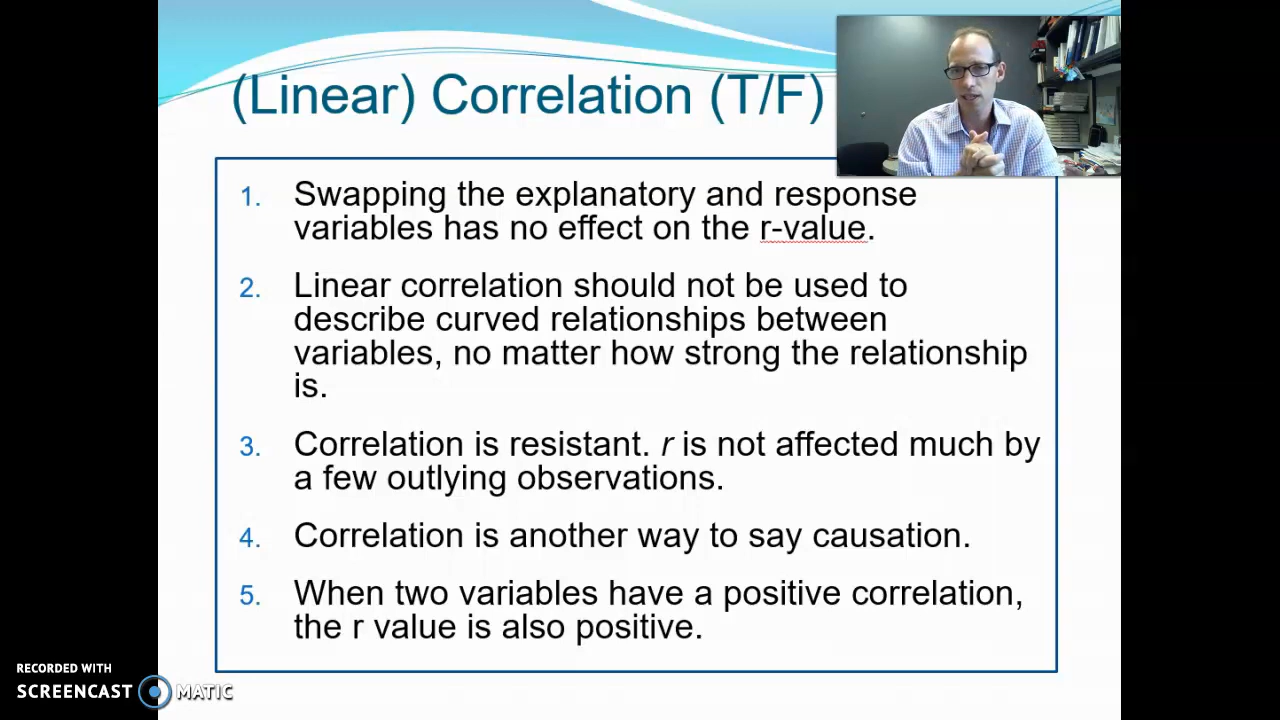 (Linear) Correlation (T/F)
1. Swapping the explanatory and response
variables has no effect on the r-value.
2. Linear correlation should not be used to
describe curved relationships between
variables, no matter how strong the relationship
is.
3. Correlation is resistant. r is not affected much by
a few outlying observations.
4. Correlation is another way to say causation.
5. When two variables have a positive correlation,
the r value is also positive.
RECORDED WITH
SCREENCAST MATIC